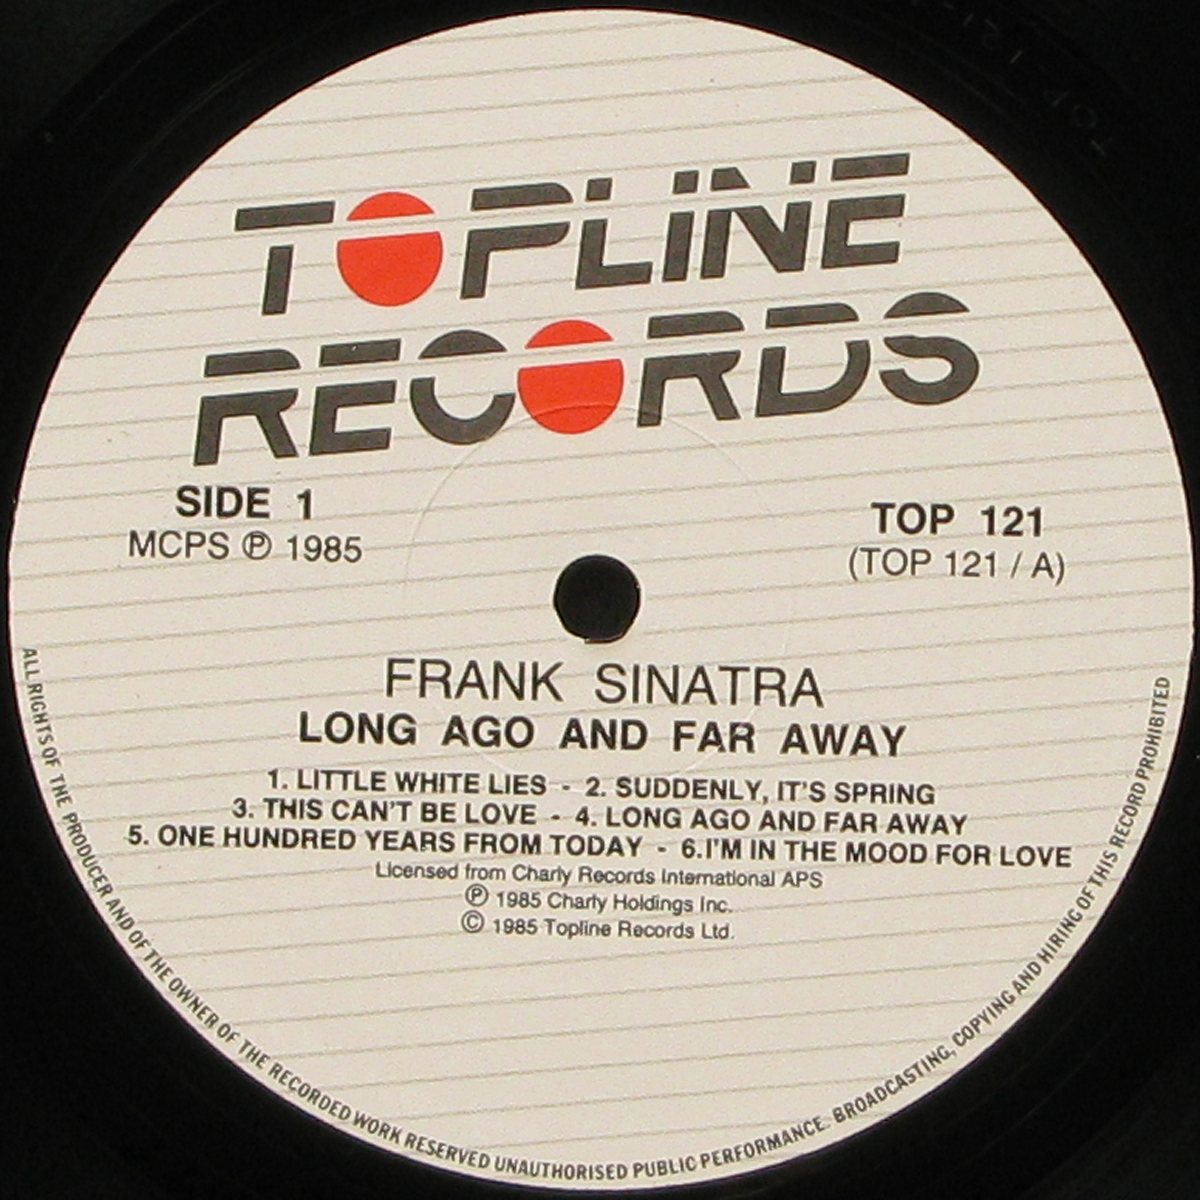 TOPLINE
RECORDS
SIDE 1
MCPS ℗ 1985
TOP 121
(TOP 121 / A)
FRANK SINATRA
LONG AGO AND FAR AWAY
1. LITTLE WHITE LIES - 2. SUDDENLY, IT'S SPRING
3. THIS CAN'T BE LOVE - 4. LONG AGO AND FAR AWAY
5. ONE HUNDRED YEARS FROM TODAY - 6.I'M IN THE MOOD FOR LOVE
Licensed from Charly Records International APS
℗ 1985 Charly Holdings Inc.
© 1985 Topline Records Ltd.
ALL RIGHTS OF THE PRODUCER AND OF THE OWNER OF THE RECORDED WORK RESERVED UNAUTHORISED PUBLIC PERFORMANCE. BROADCASTING, COPYING AND HIRING OF THIS RECORD PROHIBITED